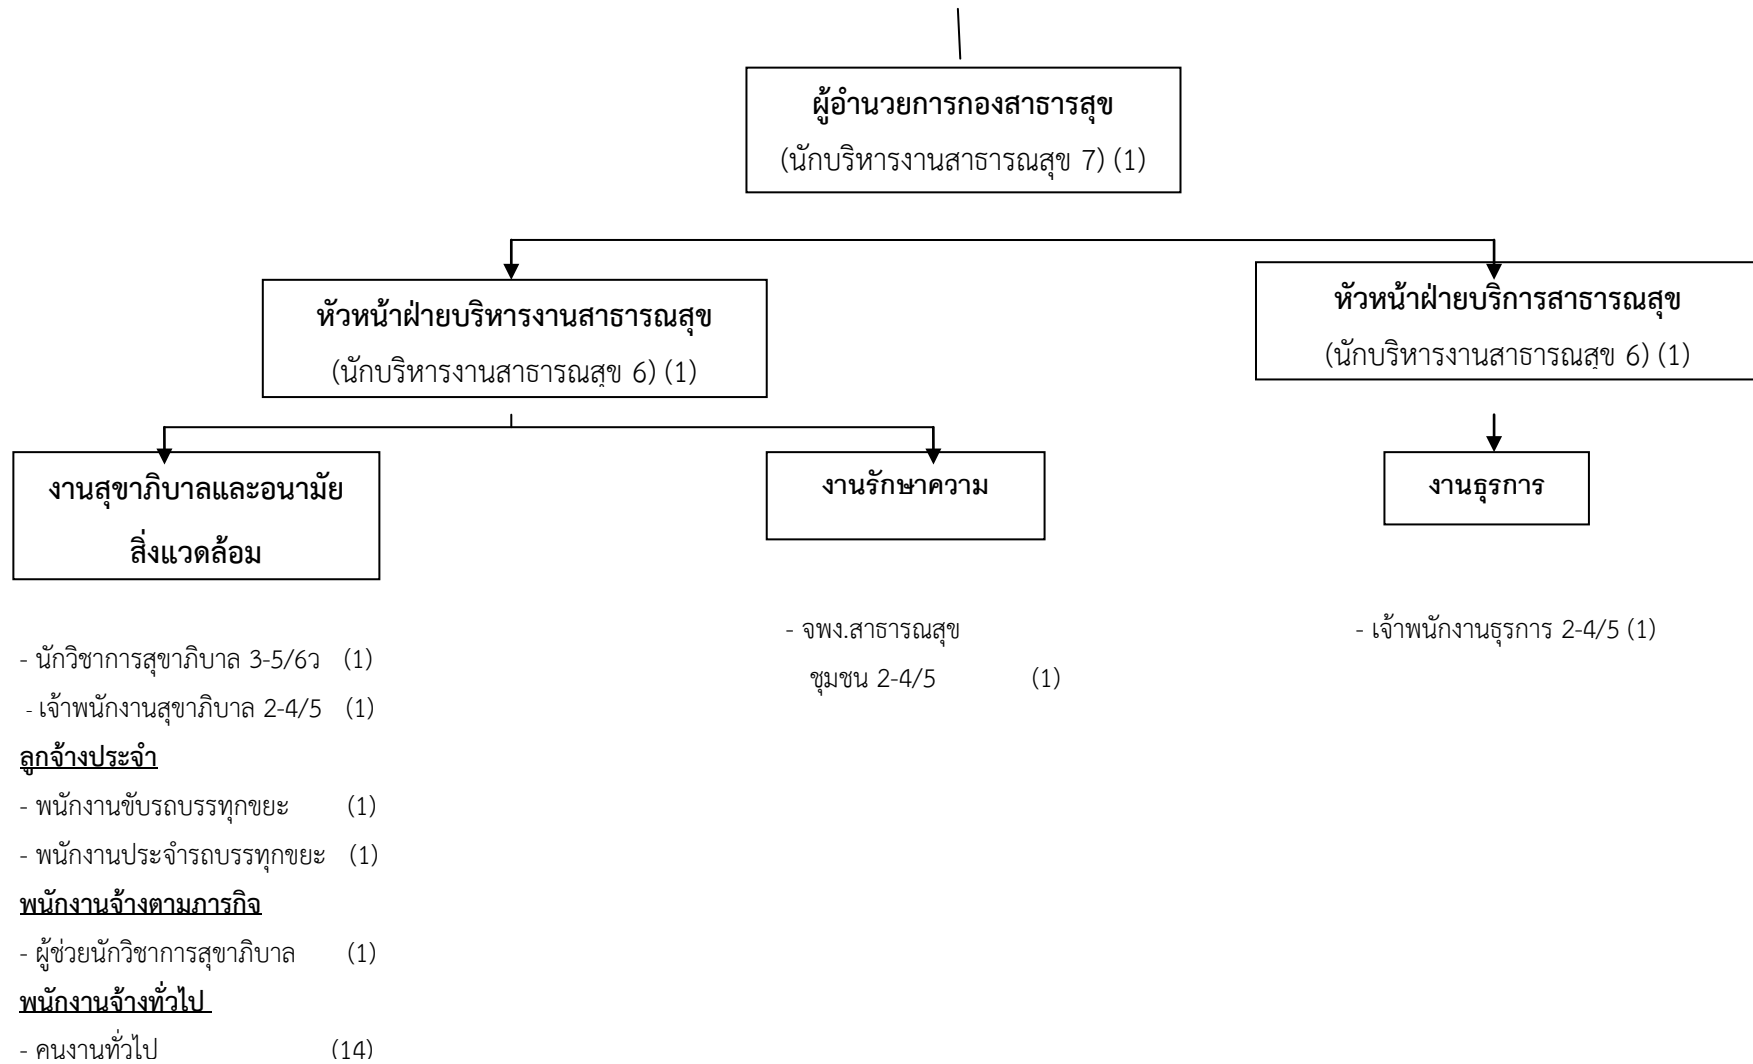 ผู้อำนวยการกองสาธารสุข
(นักบริหารงานสาธารณสุข 7) (1)
หัวหน้าฝ่ายบริหารงานสาธารณสุข
(นักบริหารงานสาธารณสุข 6) (1)
หัวหน้าฝ่ายบริการสาธารณสุข
(นักบริหารงานสาธารณสุข 6) (1)
งานสุขาภิบาลและอนามัย
สิ่งแวดล้อม
งานรักษาความ
งานธุรการ
- นักวิชาการสุขาภิบาล 3-5/6ว (1)
- เจ้าพนักงานสุขาภิบาล 2-4/5 (1)
ลูกจ้างประจำ
- พนักงานขับรถบรรทุกขยะ (1)
- พนักงานประจำรถบรรทุกขยะ (1)
พนักงานจ้างตามภารกิจ
- ผู้ช่วยนักวิชาการสุขาภิบาล (1)
พนักงานจ้างทั่วไป
- คนงานทั่วไป (14)
- จพง.สาธารณสุข
ชุมชน 2-4/5 (1)
- เจ้าพนักงานธุรการ 2-4/5 (1)